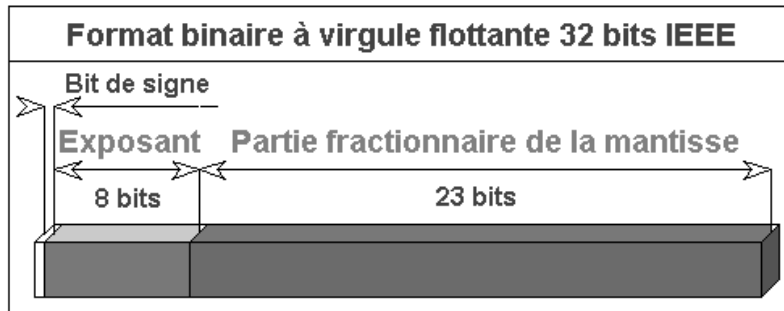 Format binaire à virgule flottante 32 bits IEEE
Bit de signe
Exposant Partie fractionnaire de la mantisse
8 bits 23 bits